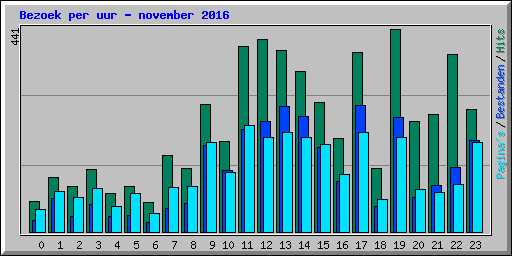 Bezoek per uur - november 2016
441
Pagina's / Bestanden / Hits
0 1 2 3 4 5 6 7 8 9 10 11 12 13 14 15 16 17 18 19 20 21 22 23